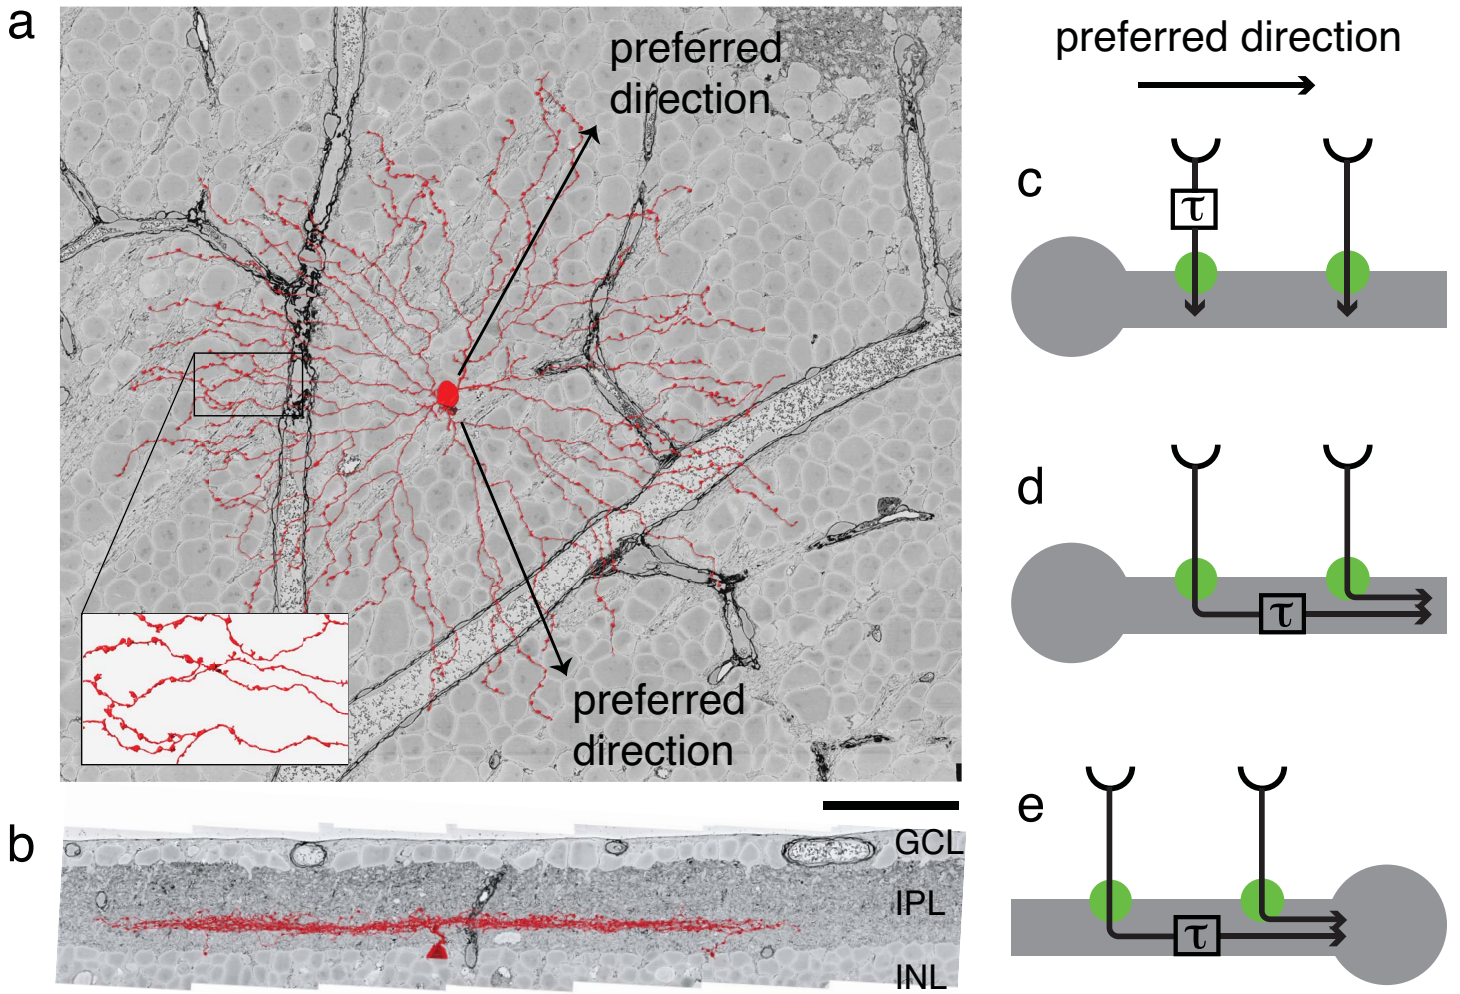 a
preferred
direction
preferred
direction
b
GCL
IPL
INL
preferred direction
c
τ
d
τ
e
τ